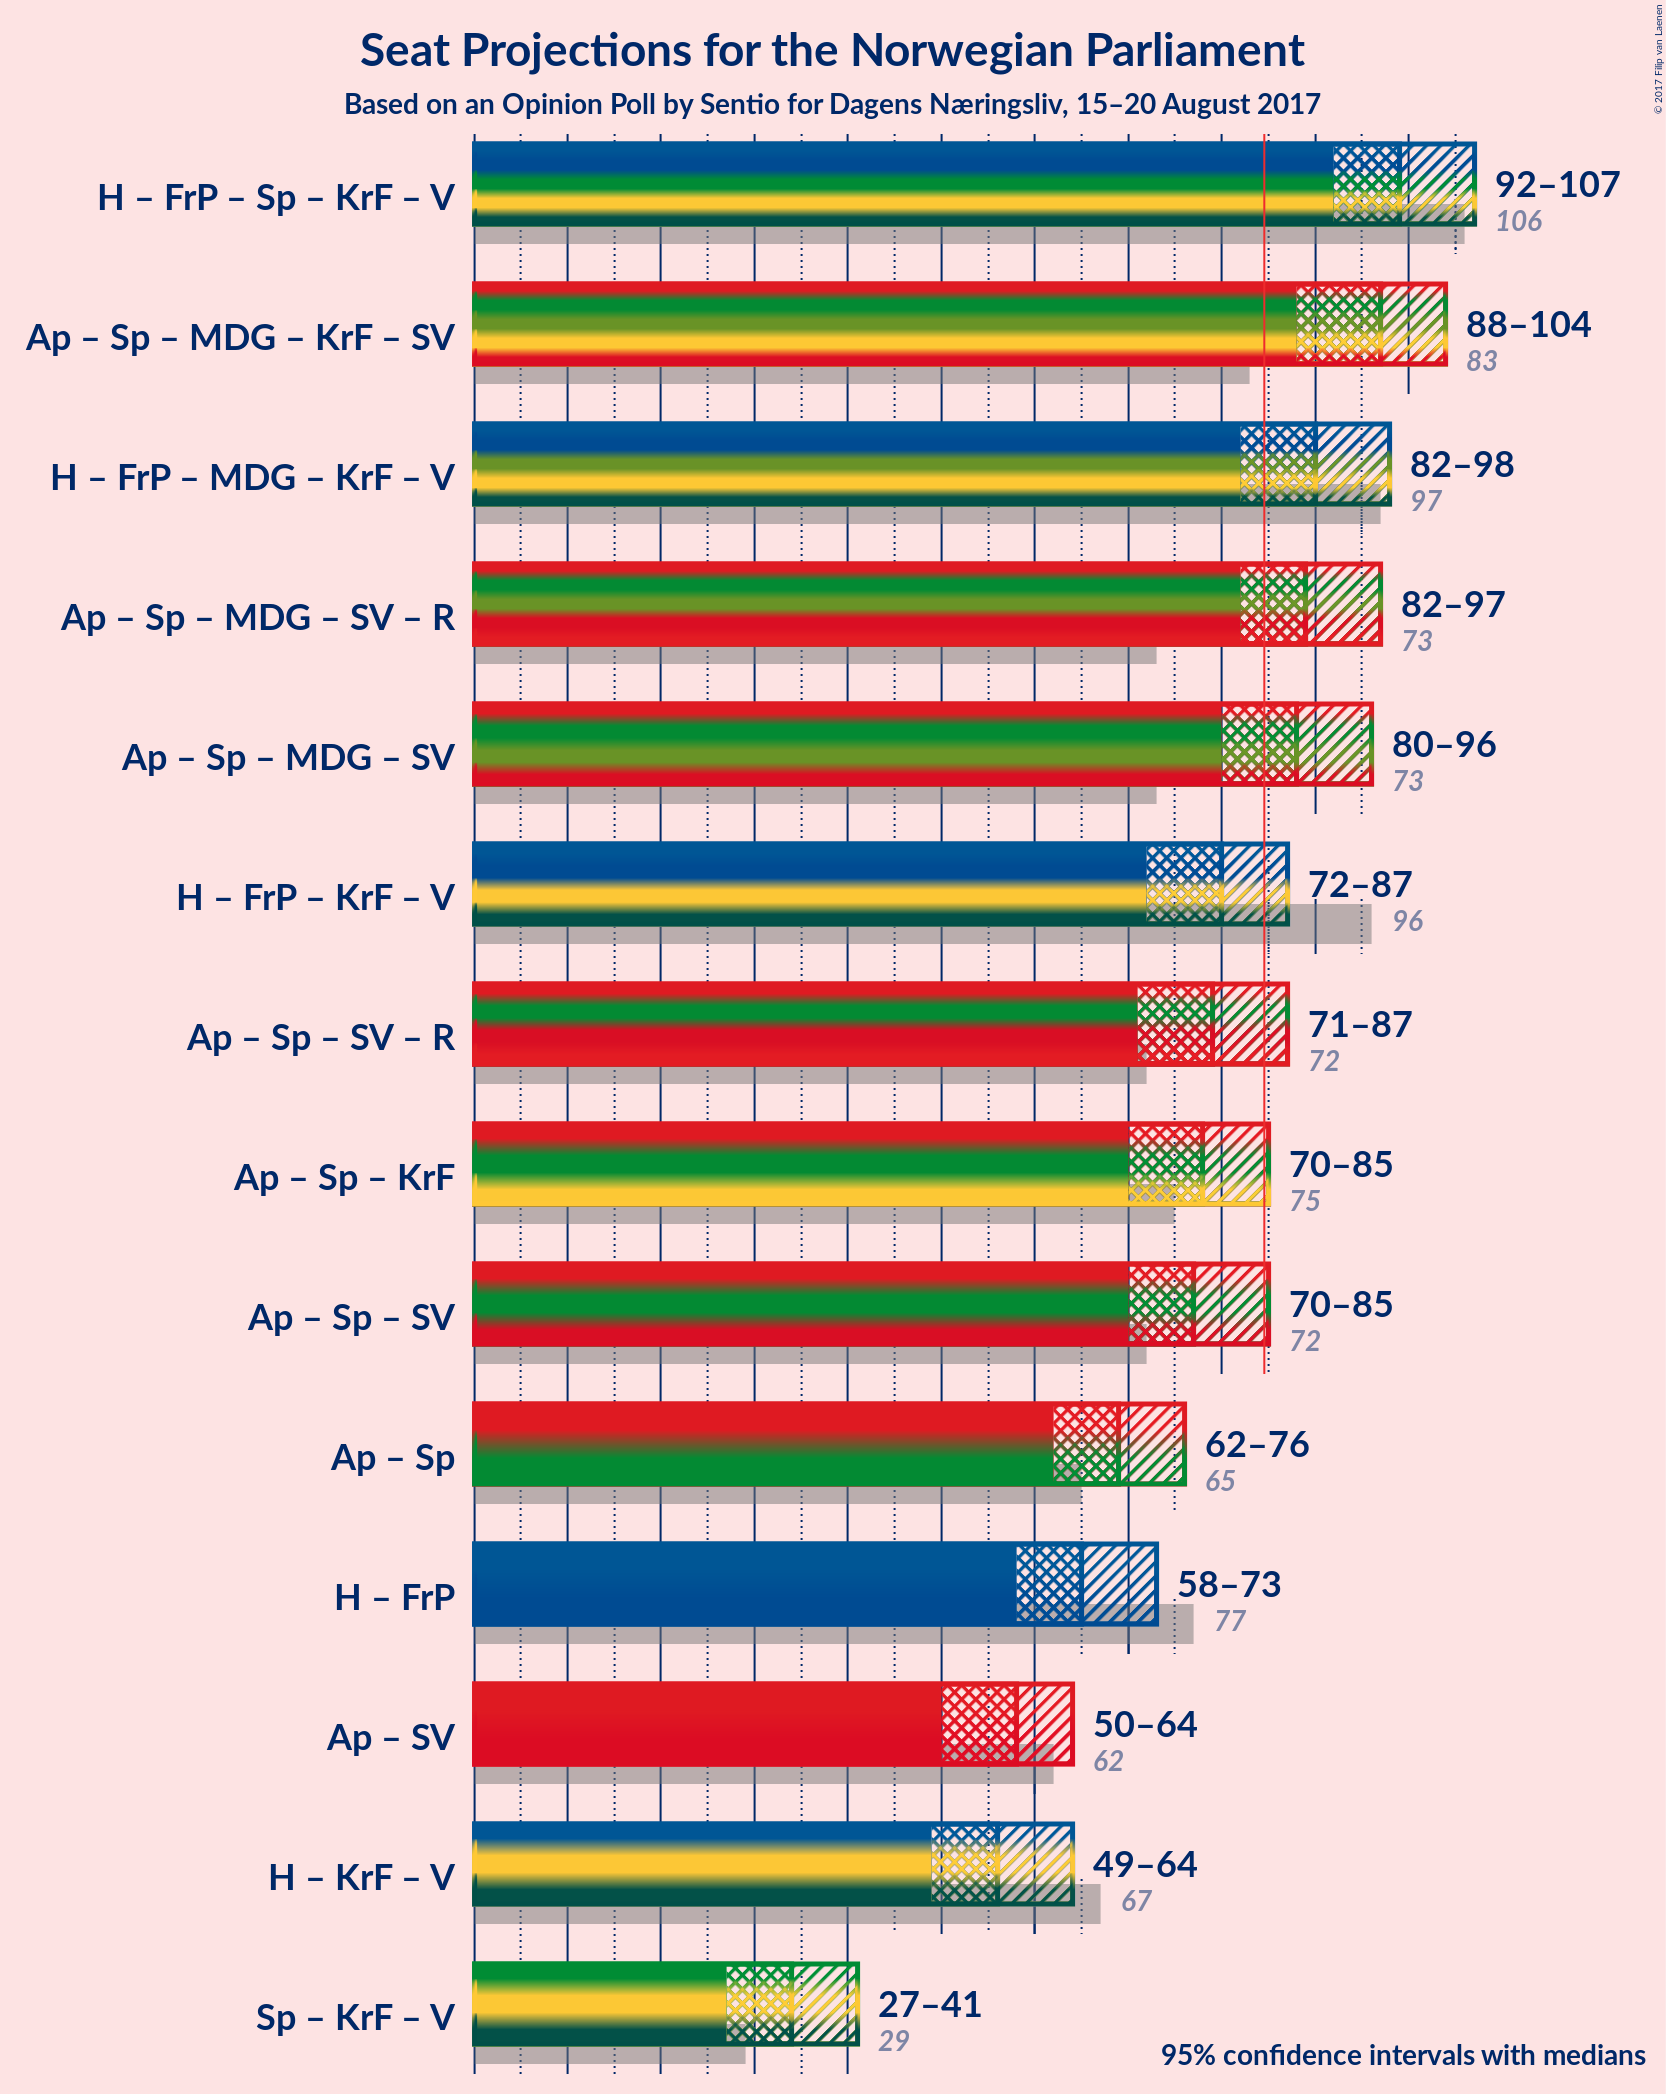 Seat Projections for the Norwegian Parliament
Based on an Opinion Poll by Sentio for Dagens Næringsliv, 15–20 August 2017
© 2017 Filip van Laenen
H – FrP – Sp – KrF – V
92–107
106
Ap – Sp – MDG – KrF – SV
88–104
83
H – FrP – MDG – KrF – V
82–98
97
Ap – Sp – MDG – SV – R
82–97
73
Ap – Sp – MDG – SV
80–96
73
H – FrP – KrF – V
72–87
96
Ap – Sp – SV – R
71–87
72
Ap – Sp – KrF
70–85
75
Ap – Sp – SV
70–85
72
Ap – Sp
62–76
65
H – FrP
58–73
77
Ap – SV
50–64
62
H – KrF – V
49–64
67
Sp – KrF – V
27–41
29
95% confidence intervals with medians